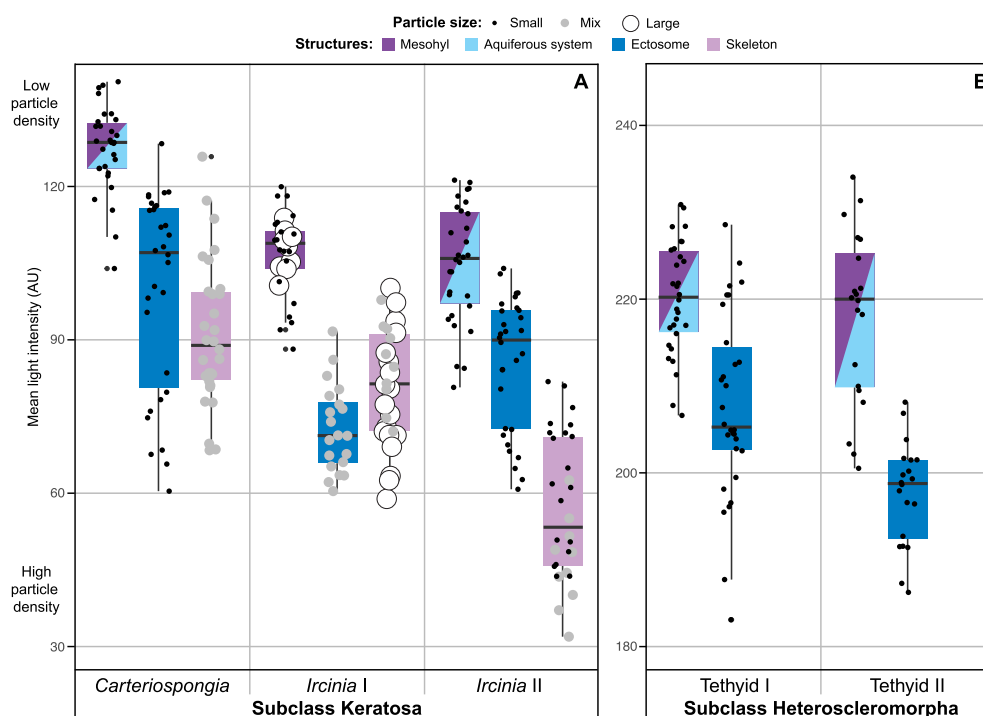 Particle size: Small Mix Large
Structures: Mesohyl Aquiferous system Ectosome Skeleton
A
B
Low
particle
density
High
particle
density
Mean light intensity (AU)
120
90
60
30
240
220
200
180
Carteriospongia Ircinia I Ircinia II
Subclass Keratosa
Tethyid I Tethyid II
Subclass Heteroscleromorpha